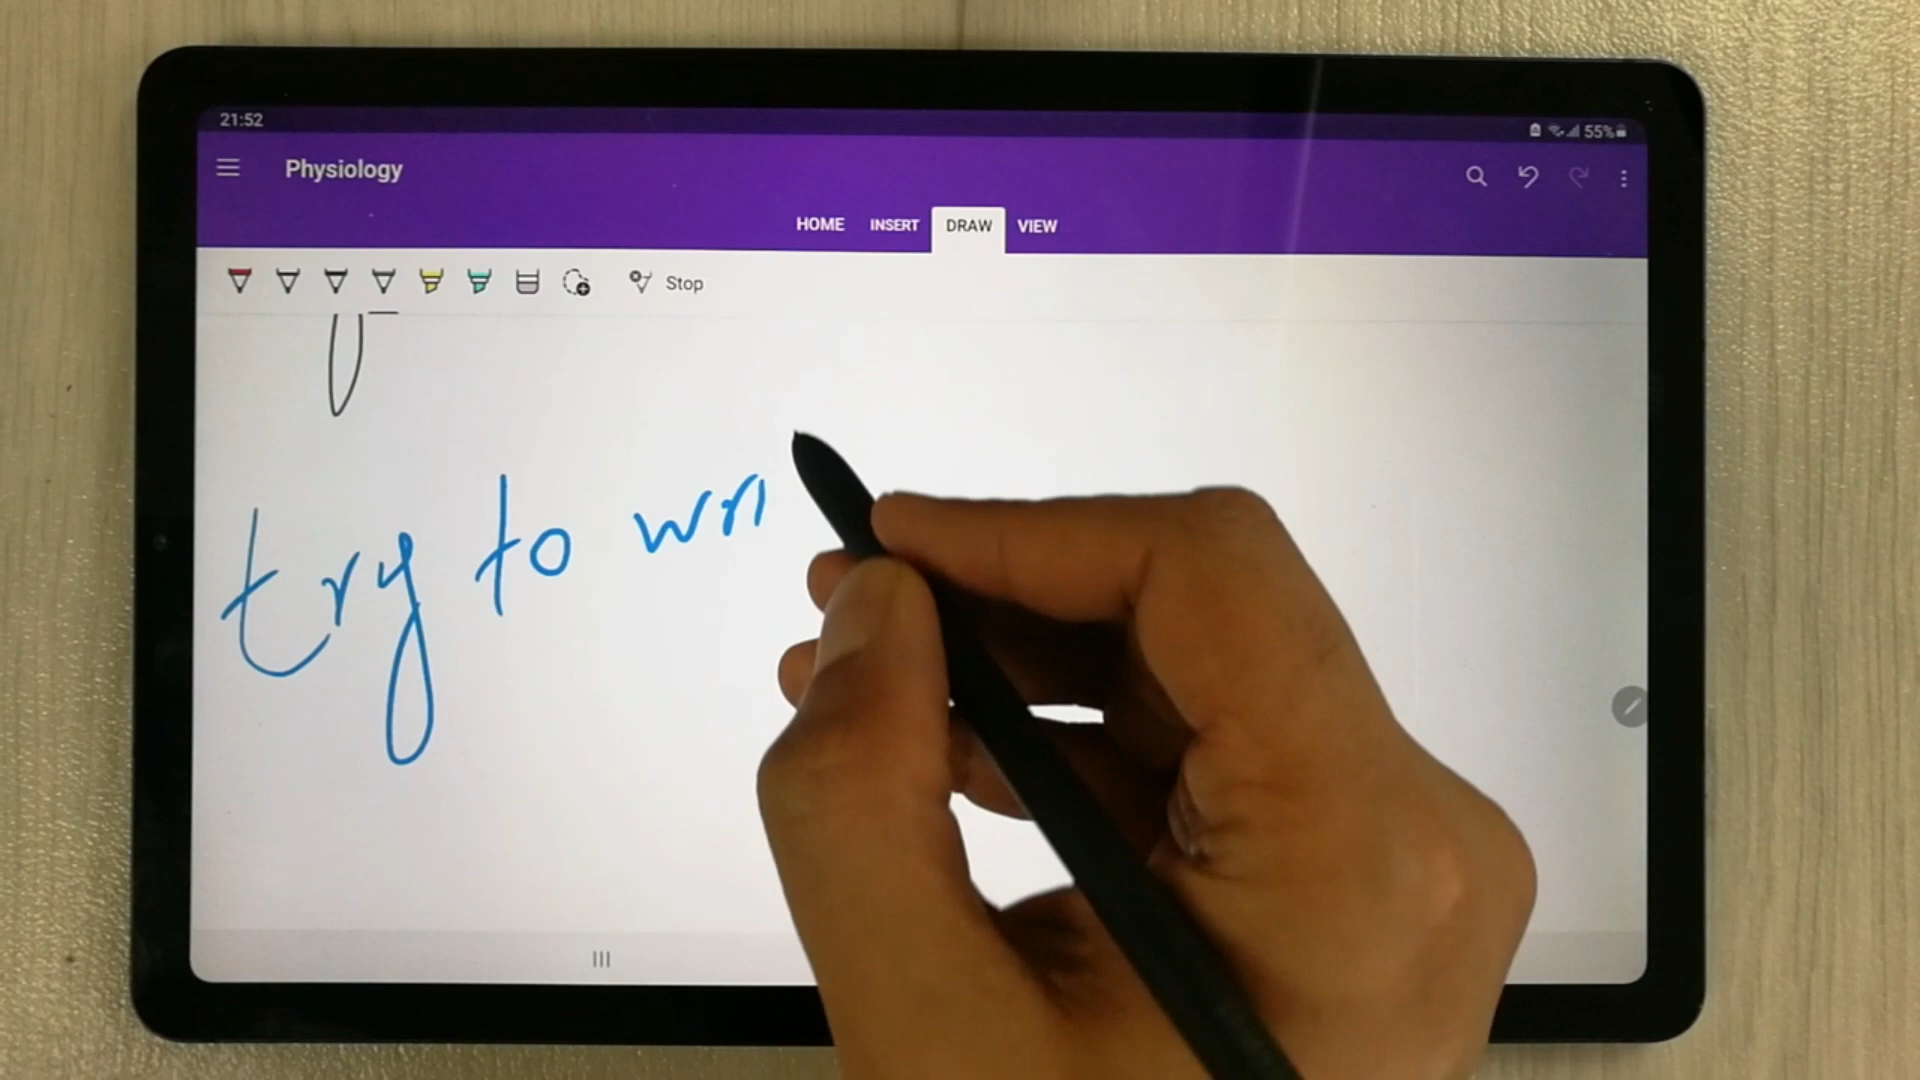 21:52
55%
Physiology
HOME INSERT DRAW VIEW
Stop
try to wri